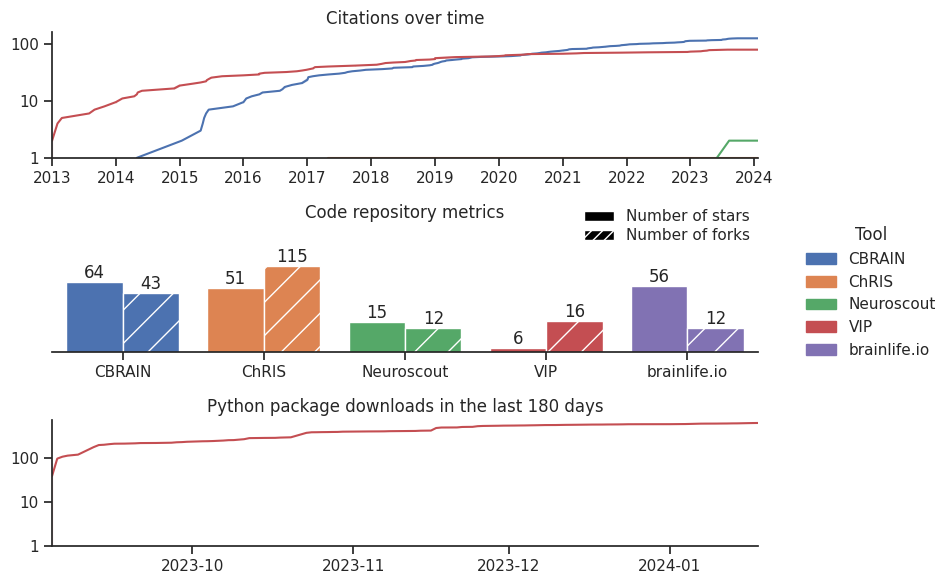 Citations over time
100
10
1
2013 2014 2015 2016 2017 2018 2019 2020 2021 2022 2023 2024
Code repository metrics
Number of stars
Number of forks
64 43 51 115 15 12 6 16 56 12
CBRAIN ChRIS Neuroscout VIP brainlife.io
Tool
CBRAIN
ChRIS
Neuroscout
VIP
brainlife.io
Python package downloads in the last 180 days
100
10
1
2023-10 2023-11 2023-12 2024-01